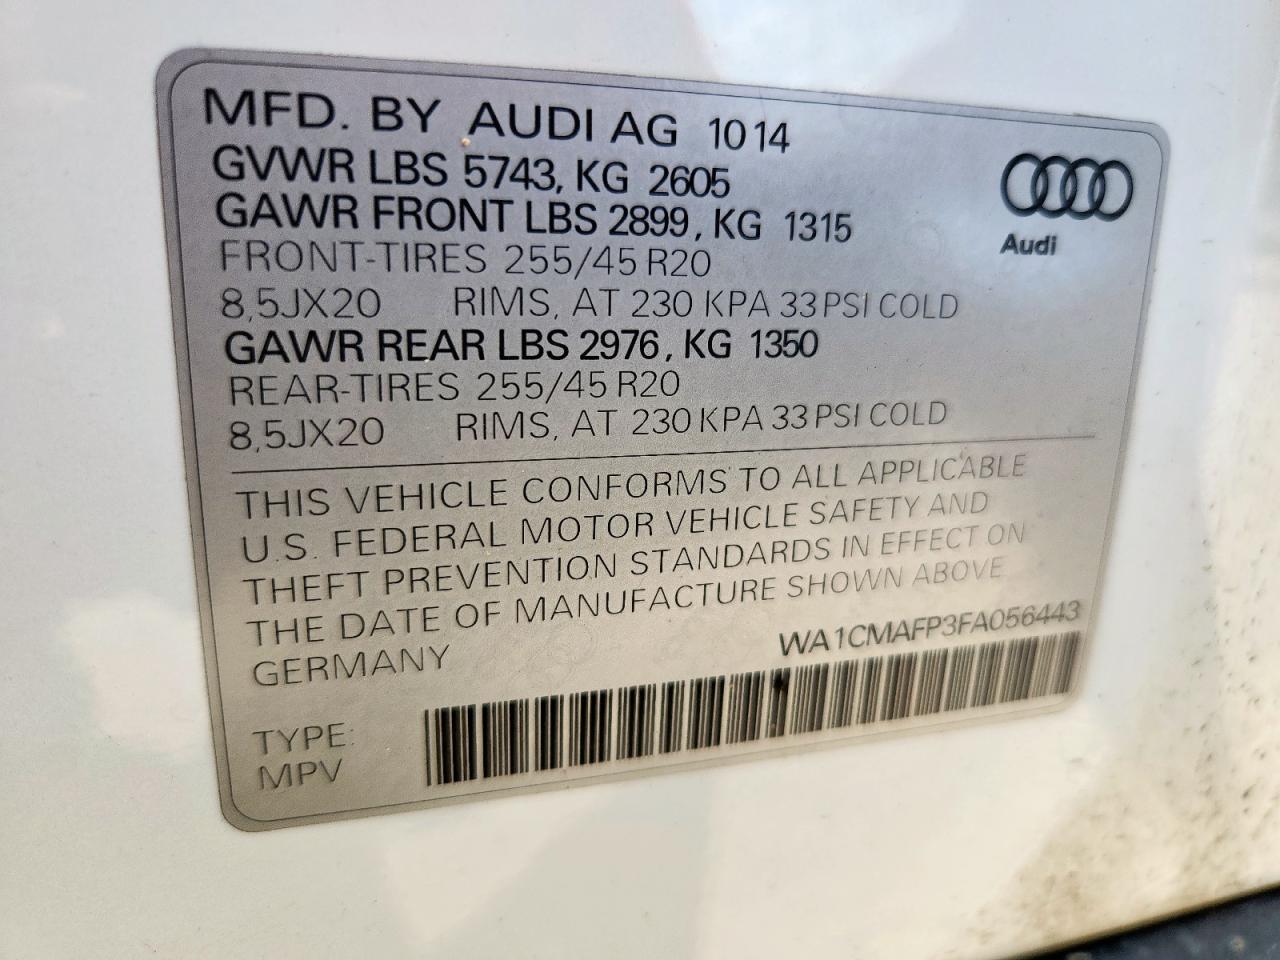 MFD. BY AUDI AG 1014
GVWR LBS 5743, KG 2605
GAWR FRONT LBS 2899, KG 1315
FRONT-TIRES 255/45 R20
8,5JX20 RIMS, AT 230 KPA 33 PSI COLD
GAWR REAR LBS 2976, KG 1350
REAR-TIRES 255/45 R20
8,5JX20 RIMS, AT 230 KPA 33 PSI COLD
Audi
THIS VEHICLE CONFORMS TO ALL APPLICABLE
U.S. FEDERAL MOTOR VEHICLE SAFETY AND
THEFT PREVENTION STANDARDS IN EFFECT ON
THE DATE OF MANUFACTURE SHOWN ABOVE
GERMANY
WA1CMAFP3FA056443
TYPE:
MPV